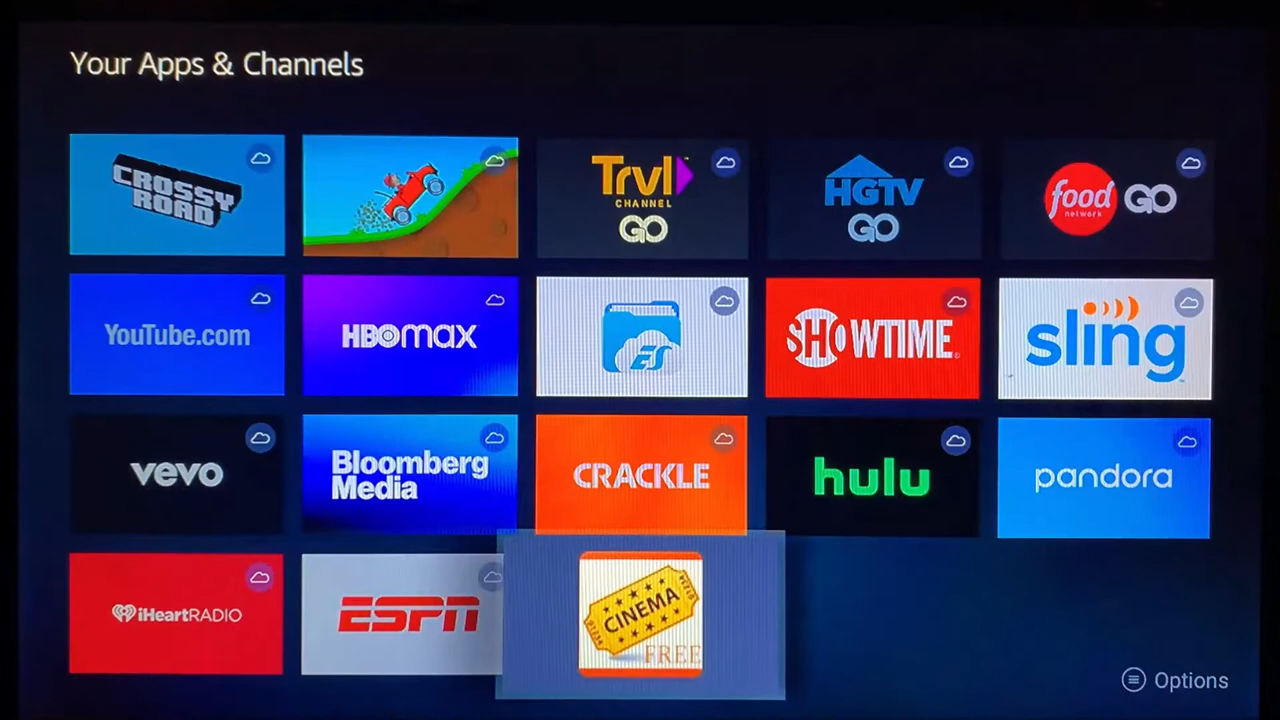 Your Apps & Channels
CROSSY
ROAD
Trvl
CHANNEL
GO
HGTV
GO
food
network
GO
YouTube.com
HBOMAX
ES
SHOWTIME
sling
vevo
Bloomberg
Media
CRACKLE
hulu
pandora
iHeartRADIO
ESPN
CINEMA
FREE
Options